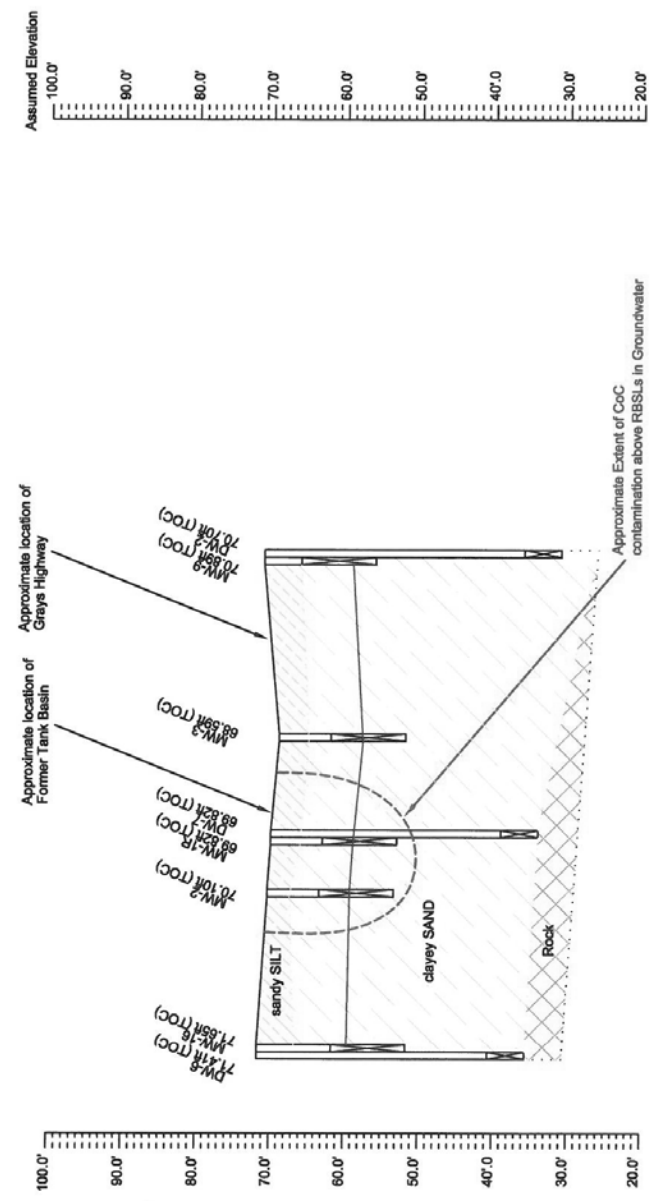 Assumed Elevation
100.0'
90.0'
80.0'
70.0'
60.0'
50.0'
40'.0
30.0'
20.0'
Approximate location of
Grays Highway
Approximate location of
Former Tank Basin
DW-6
71.41ft (TOC)
MW-16
71.65ft (TOC)
MW-2
70.10ft (TOC)
MW-1R
69.82ft (TOC)
DW-1
69.82ft (TOC)
MW-3
68.59ft (TOC)
MW-9
70.89ft (TOC)
DW-2
70.70ft (TOC)
sandy SILT
clayey SAND
Rock
Approximate Extent of CoC
contamination above RBSLs in Groundwater
100.0'
90.0'
80.0'
70.0'
60.0'
50.0'
40'.0
30.0'
20.0'